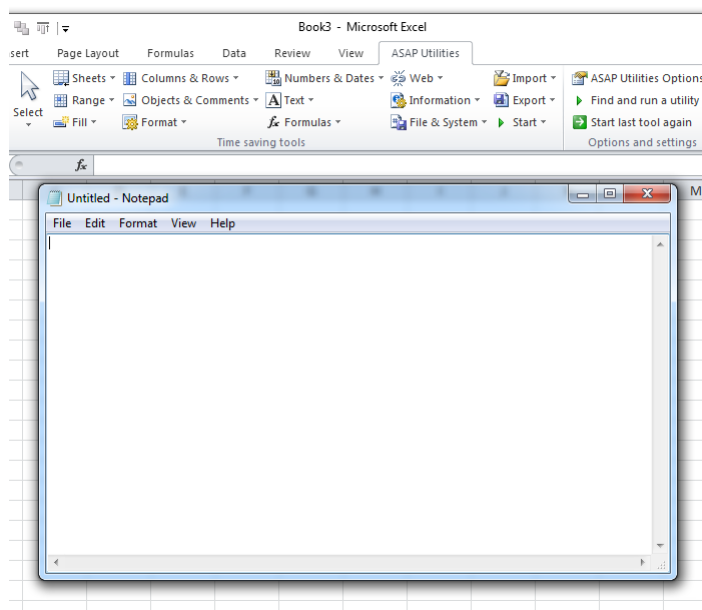 Book3 - Microsoft Excel
sert Page Layout Formulas Data Review View ASAP Utilities
Sheets Columns & Rows Numbers & Dates Web Import ASAP Utilities Options
Select Range Objects & Comments Text Information Export Find and run a utility
Fill Format Formulas File & System Start Start last tool again
Time saving tools Options and settings
fx
M
Untitled - Notepad
File Edit Format View Help